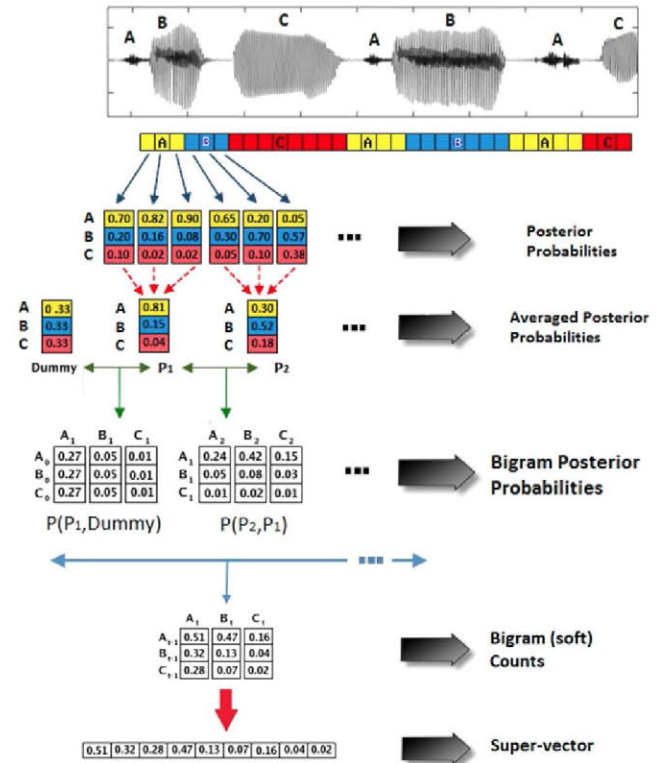 A B C A B A C
A B C A B A C
A 0.70 0.82 0.90 0.65 0.20 0.05
B 0.20 0.16 0.08 0.30 0.70 0.57
C 0.10 0.02 0.02 0.05 0.10 0.38
Posterior
Probabilities
A 0.33 A 0.81 A 0.30
B 0.33 B 0.15 B 0.52
C 0.33 C 0.04 C 0.18
Averaged Posterior
Probabilities
Dummy P1 P2
A1 B1 C1 A2 B2 C2
A0 0.27 0.05 0.01 A1 0.24 0.42 0.15
B0 0.27 0.05 0.01 B1 0.05 0.08 0.03
C0 0.27 0.05 0.01 C1 0.01 0.02 0.01
Bigram Posterior
Probabilities
P(P1,Dummy) P(P2,P1)
At Bt Ct
At-1 0.51 0.47 0.16
Bt-1 0.32 0.13 0.04
Ct-1 0.28 0.07 0.02
Bigram (soft)
Counts
0.51 0.32 0.28 0.47 0.13 0.07 0.16 0.04 0.02
Super-vector